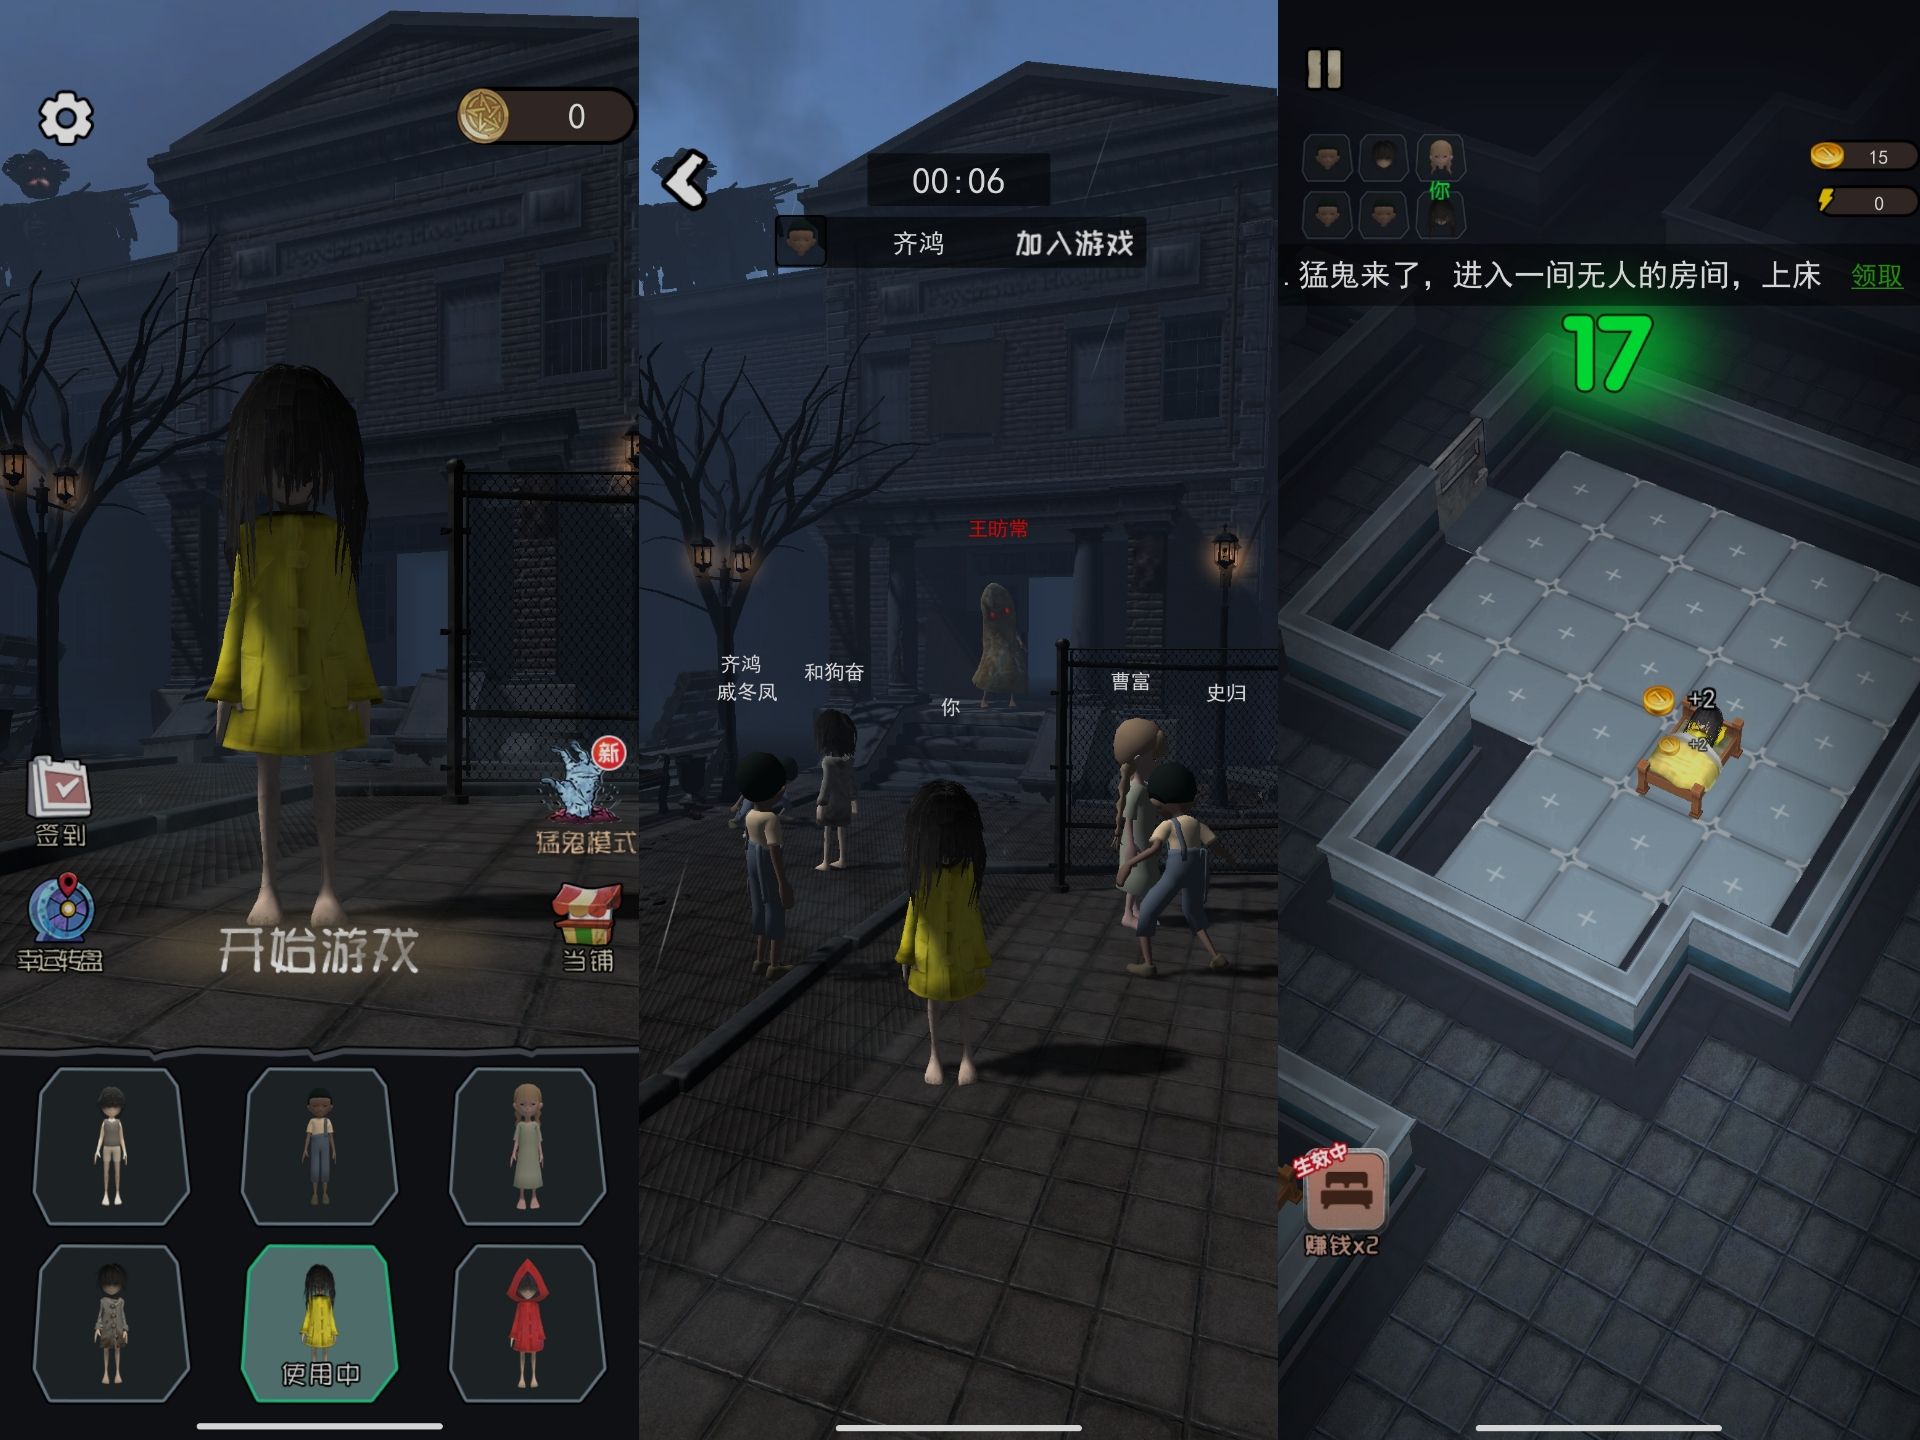 0
新
签到
猛鬼模式
幸运转盘
开始游戏
当铺
使用中
00:06
齐鸿
加入游戏
王昉常
齐鸿
戚冬凤
和狗奋
你
曹富
史归
15
你
0
. 猛鬼来了，进入一间无人的房间，上床
领取
17
+2
+2
生效中
赚钱x2